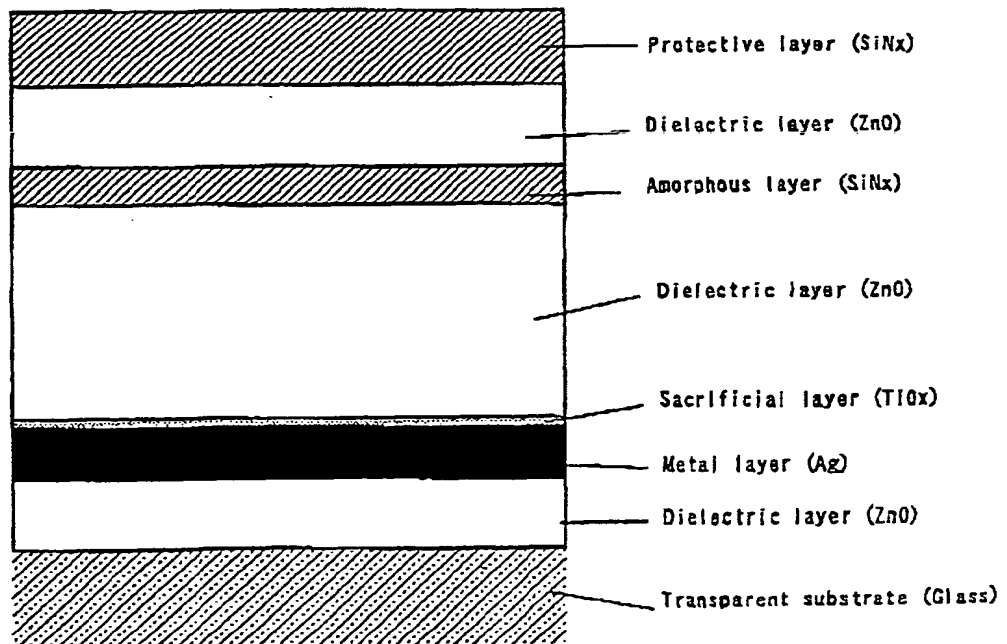 Protective layer (SiNx)
Dielectric layer (ZnO)
Amorphous layer (SiNx)
Dielectric layer (ZnO)
Sacrificial layer (TiOx)
Metal layer (Ag)
Dielectric layer (ZnO)
Transparent substrate (Glass)